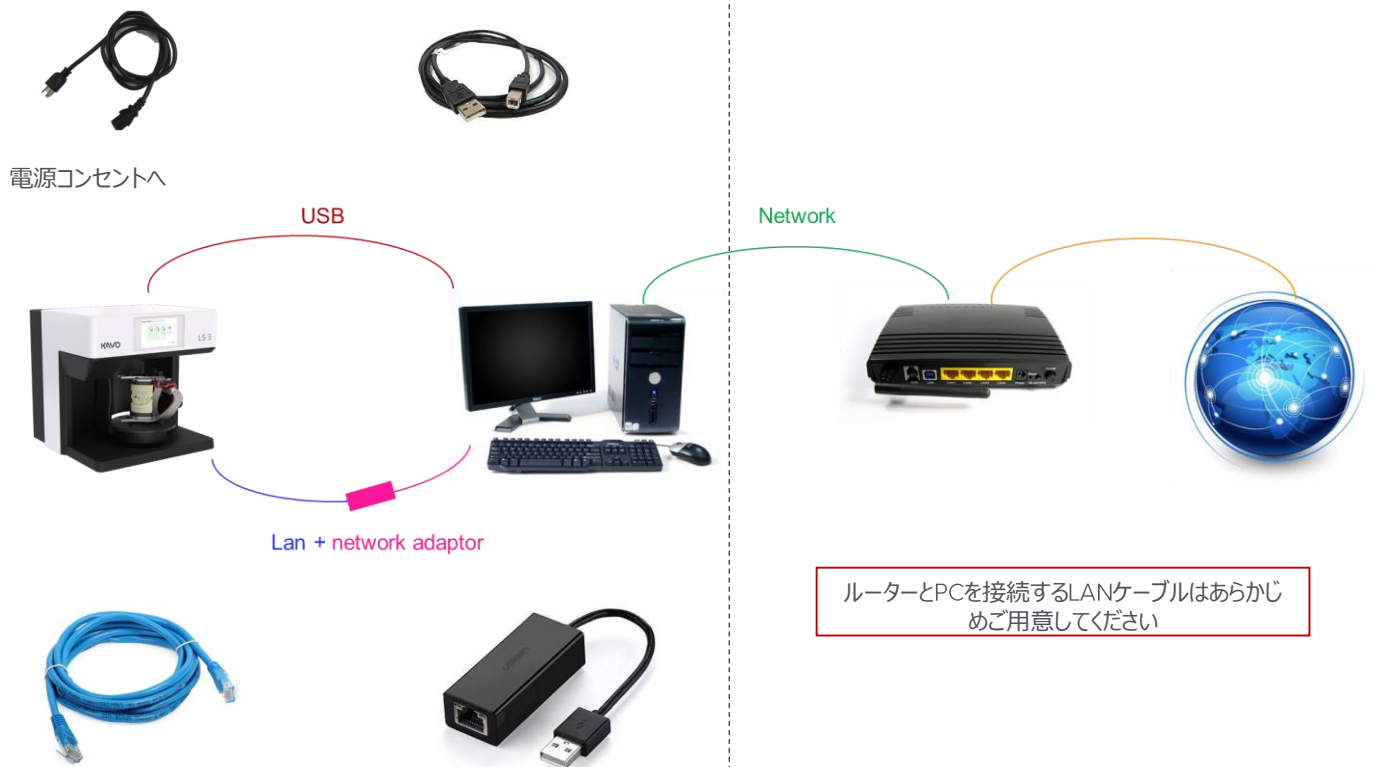 電源コンセントへ
USB
Network
KAVO
LS 3
Lan + network adaptor
ルーターとPCを接続するLANケーブルはあらかじ
めご用意してください
UGREEN